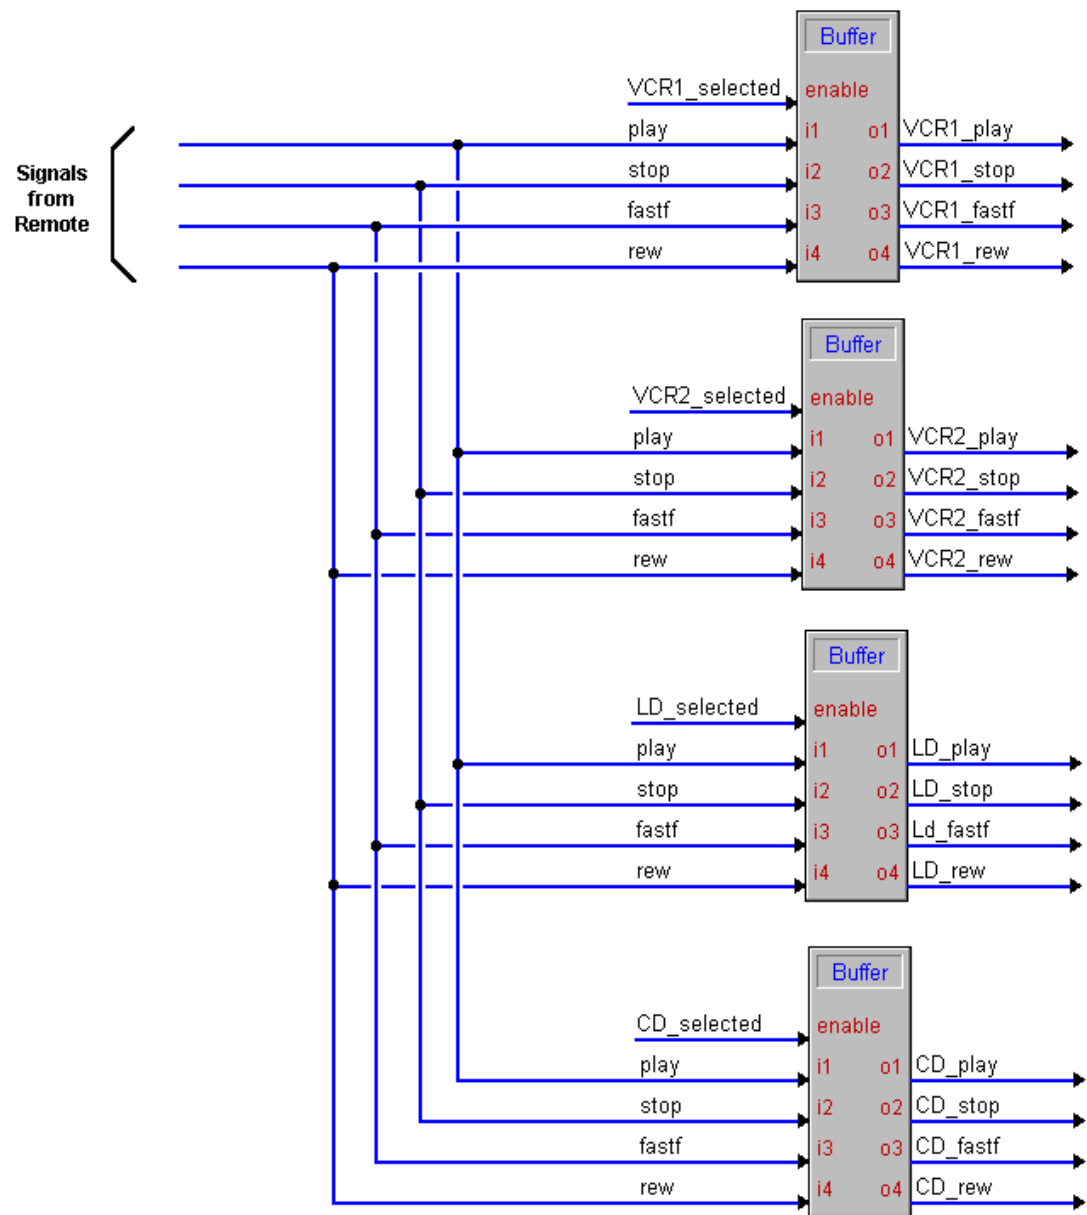 Buffer
VCR1_selected enable
play i1 o1 VCR1_play
Signals
from
Remote
stop i2 o2 VCR1_stop
fastf i3 o3 VCR1_fastf
rew i4 o4 VCR1_rew
Buffer
VCR2_selected enable
play i1 o1 VCR2_play
stop i2 o2 VCR2_stop
fastf i3 o3 VCR2_fastf
rew i4 o4 VCR2_rew
Buffer
LD_selected enable
play i1 o1 LD_play
stop i2 o2 LD_stop
fastf i3 o3 Ld_fastf
rew i4 o4 LD_rew
Buffer
CD_selected enable
play i1 o1 CD_play
stop i2 o2 CD_stop
fastf i3 o3 CD_fastf
rew i4 o4 CD_rew